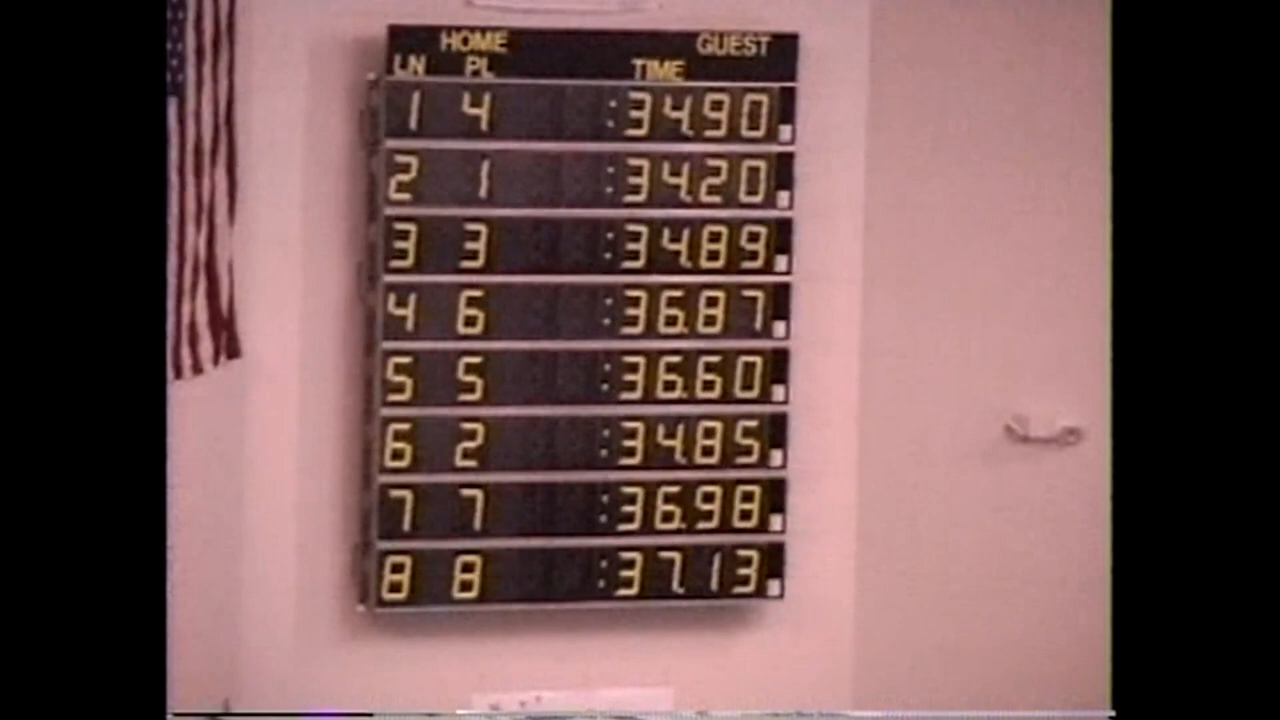 HOME GUEST
LN PL TIME
1 4 :34.90
2 1 :34.20
3 3 :34.89
4 6 :36.87
5 5 :36.60
6 2 :34.85
7 7 :36.98
8 8 :37.13